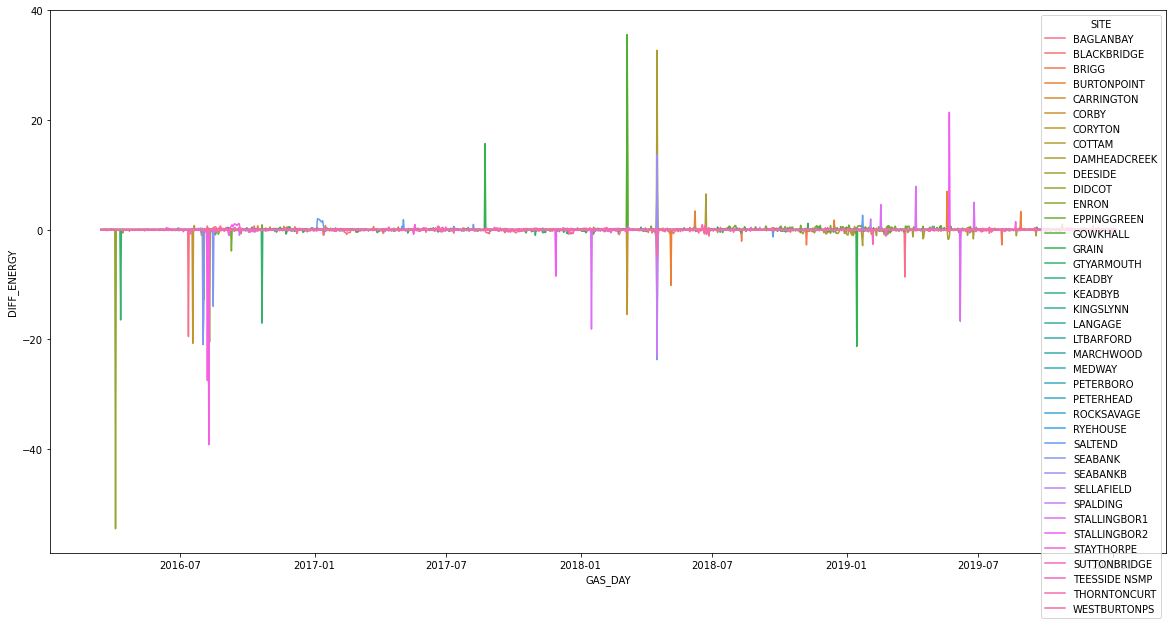 40
20
0
−20
−40
DIFF_ENERGY
2016-07
2017-01
2017-07
2018-01
2018-07
2019-01
2019-07
GAS_DAY
SITE
BAGLANBAY
BLACKBRIDGE
BRIGG
BURTONPOINT
CARRINGTON
CORBY
CORYTON
COTTAM
DAMHEADCREEK
DEESIDE
DIDCOT
ENRON
EPPINGGREEN
GOWKHALL
GRAIN
GTYARMOUTH
KEADBY
KEADBYB
KINGSLYNN
LANGAGE
LTBARFORD
MARCHWOOD
MEDWAY
PETERBORO
PETERHEAD
ROCKSAVAGE
RYEHOUSE
SALTEND
SEABANK
SEABANKB
SELLAFIELD
SPALDING
STALLINGBOR1
STALLINGBOR2
STAYTHORPE
SUTTONBRIDGE
TEESSIDE NSMP
THORNTONCURT
WESTBURTONPS